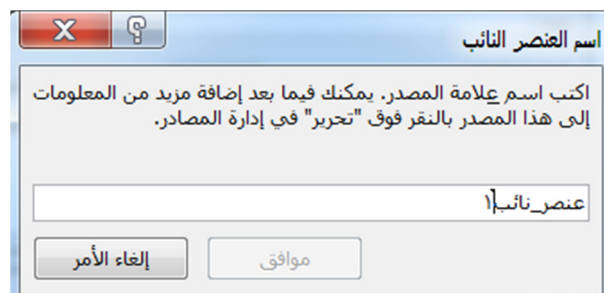 اسم العنصر النائب
اكتب اسم علامة المصدر. يمكنك فيما بعد إضافة مزيد من المعلومات
إلى هذا المصدر بالنقر فوق "تحرير" في إدارة المصادر.
عنصر_نائب١
موافق
إلغاء الأمر